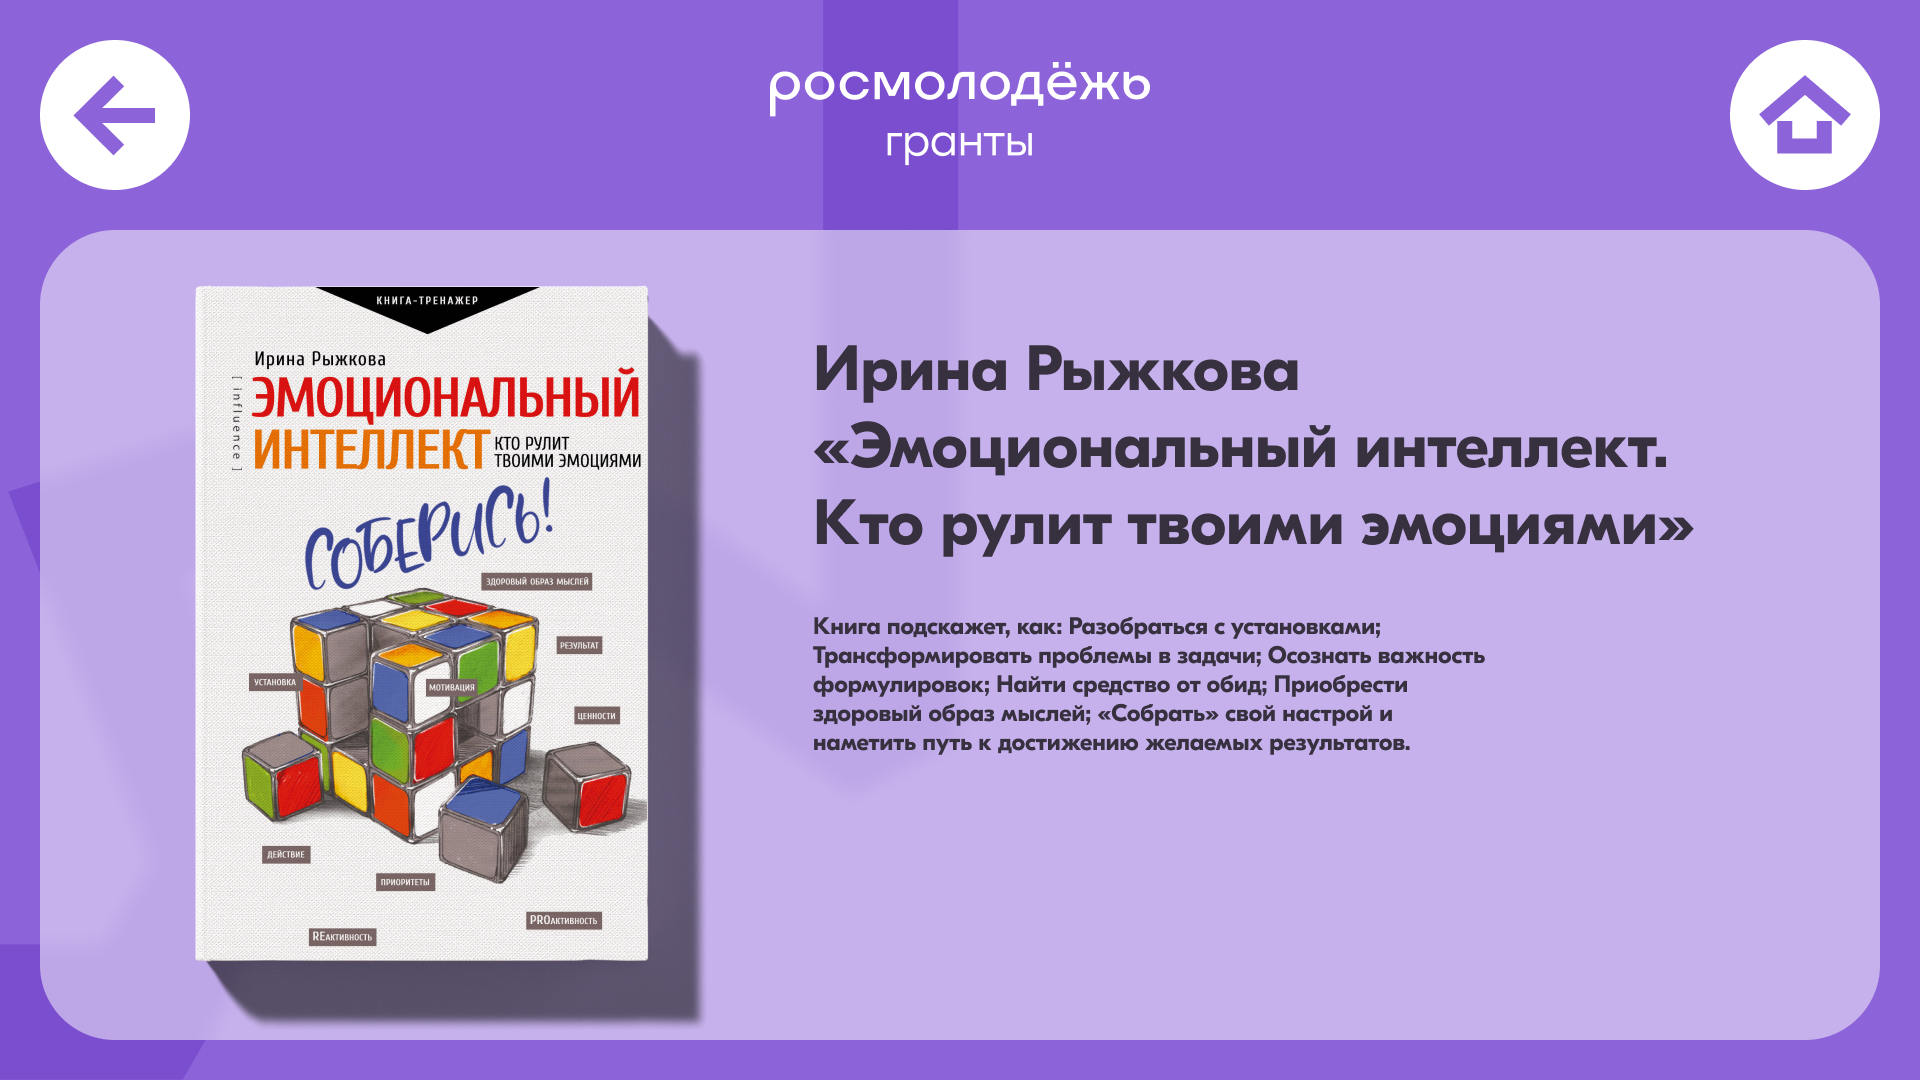 росмолодёжь
гранты
КНИГА-ТРЕНАЖЕР
Ирина Рыжкова
[ influence ]
ЭМОЦИОНАЛЬНЫЙ
ИНТЕЛЛЕКТ
КТО РУЛИТ
ТВОИМИ ЭМОЦИЯМИ
СОБЕРИСЬ!
ЗДОРОВЫЙ ОБРАЗ МЫСЛЕЙ
РЕЗУЛЬТАТ
УСТАНОВКА
МОТИВАЦИЯ
ЦЕННОСТИ
ДЕЙСТВИЕ
ПРИОРИТЕТЫ
PROАКТИВНОСТЬ
REАКТИВНОСТЬ
Ирина Рыжкова
«Эмоциональный интеллект.
Кто рулит твоими эмоциями»
Книга подскажет, как: Разобраться с установками;
Трансформировать проблемы в задачи; Осознать важность
формулировок; Найти средство от обид; Приобрести
здоровый образ мыслей; «Собрать» свой настрой и
наметить путь к достижению желаемых результатов.